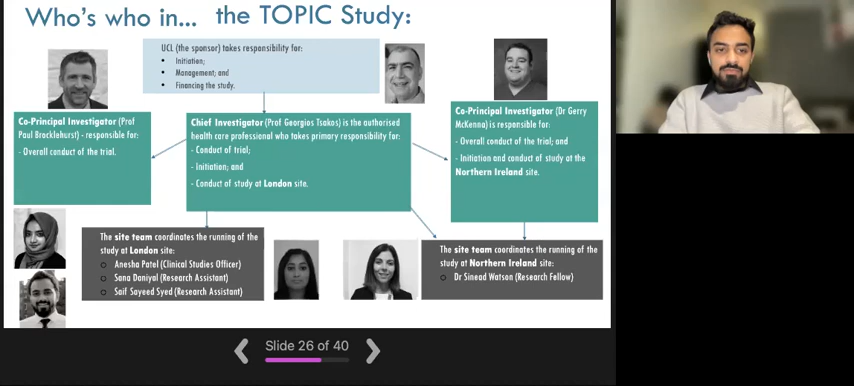 Who's who in... the TOPIC Study:
UCL (the sponsor) takes responsibility for:
• Initiation;
• Management; and
• Financing the study.
Co-Principal Investigator (Prof
Paul Brocklehurst) - responsible for:
- Overall conduct of the trial.
Chief Investigator (Prof Georgios Tsakos) is the authorised
health care professional who takes primary responsibility for:
- Conduct of trial;
- Initiation; and
- Conduct of study at London site.
Co-Principal Investigator (Dr Gerry
McKenna) is responsible for:
- Overall conduct of the trial; and
- Initiation and conduct of study at the
Northern Ireland site.
The site team coordinates the running of the
study at London site:
o Anesha Patel (Clinical Studies Officer)
o Sana Daniyal (Research Assistant)
o Saif Sayeed Syed (Research Assistant)
The site team coordinates the running of the
study at Northern Ireland site:
o Dr Sinead Watson (Research Fellow)
Slide 26 of 40